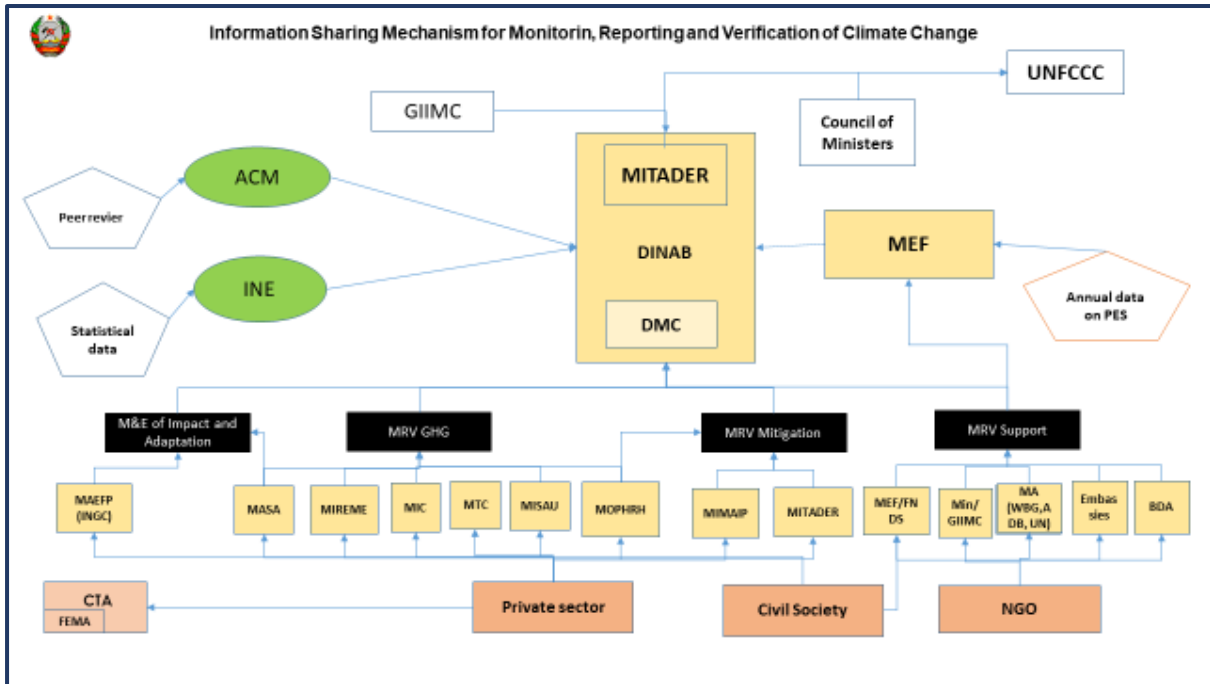 Information Sharing Mechanism for Monitorin, Reporting and Verification of Climate Change
UNFCCC
GIIMC
Council of
Ministers
MITADER
ACM
Peer revier
DINAB
MEF
INE
Statistical
data
Annual data
on PES
DMC
M&E of Impact and
Adaptation
MRV GHG
MRV Mitigation
MRV Support
MAEFP
(INGC)
MASA
MIREME
MIC
MTC
MISAU
MOPHRH
MIMAIP
MITADER
MEF/FN
DS
Min/
GIIMC
MA
(WBG,A
DB, UN)
Embas
sies
BDA
CTA
FEMA
Private sector
Civil Society
NGO